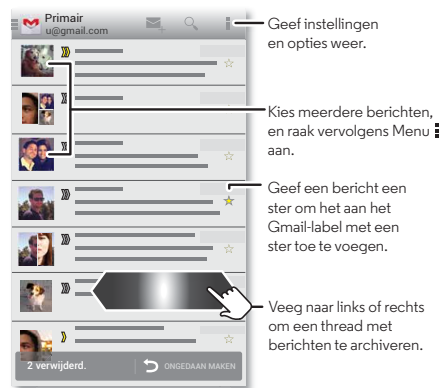 Primair
u@gmail.com
Geef instellingen
en opties weer.
Kies meerdere berichten,
en raak vervolgens Menu
aan.
Geef een bericht een
ster om het aan het
Gmail-label met een
ster toe te voegen.
Veeg naar links of rechts
om een thread met
berichten te archiveren.
2 verwijderd.
ONGEDAAN MAKEN